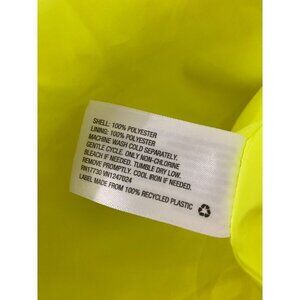 SHELL: 100% POLYESTER
LINING: 100% POLYESTER
MACHINE WASH COLD SEPARATELY.
GENTLE CYCLE. ONLY NON-CHLORINE
BLEACH IF NEEDED. TUMBLE DRY LOW.
REMOVE PROMPTLY. COOL IRON IF NEEDED.
RN17730 VN1247024
LABEL MADE FROM 100% RECYCLED PLASTIC